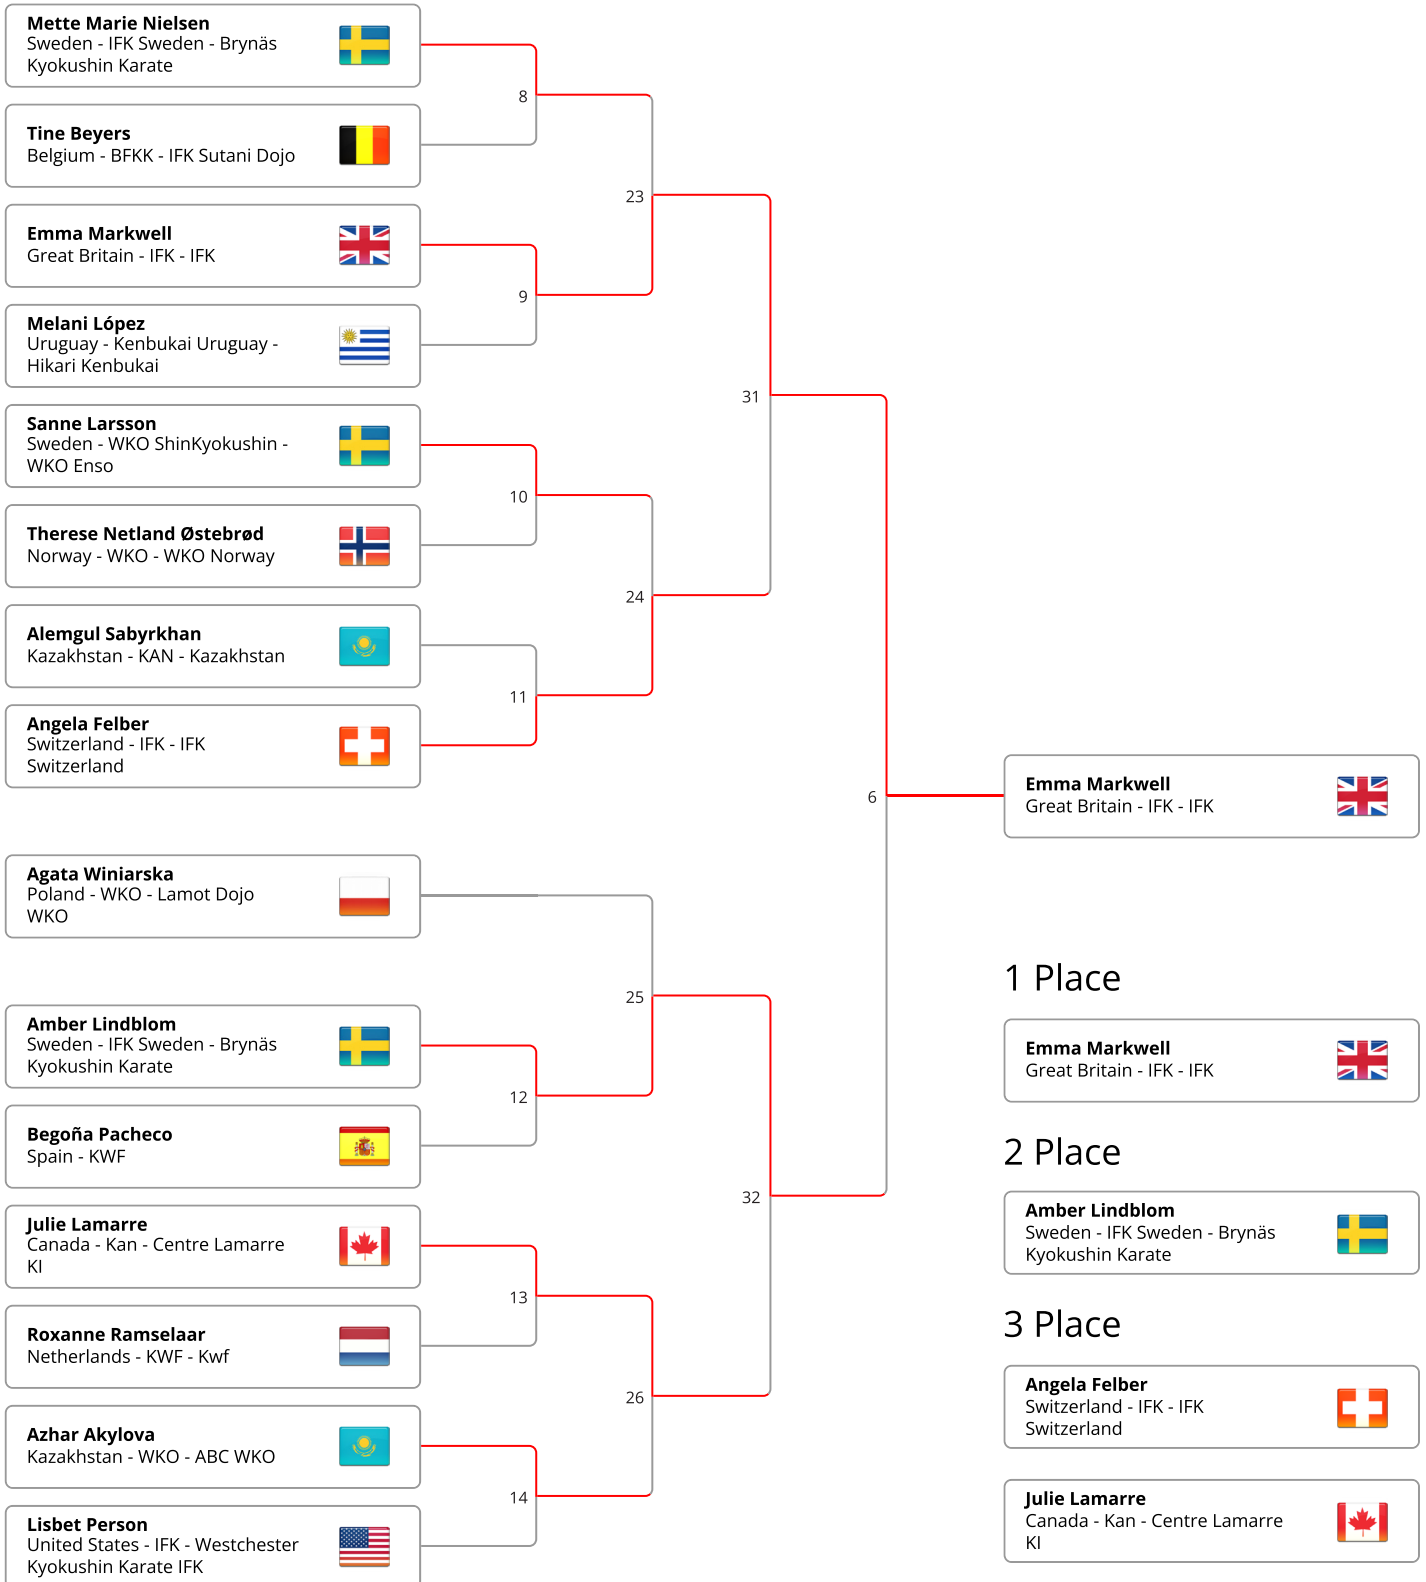 Mette Marie Nielsen
Sweden - IFK Sweden - Brynäs
Kyokushin Karate
8
Tine Beyers
Belgium - BFKK - IFK Sutani Dojo
23
Emma Markwell
Great Britain - IFK - IFK
9
Melani López
Uruguay - Kenbukai Uruguay -
Hikari Kenbukai
31
Sanne Larsson
Sweden - WKO ShinKyokushin -
WKO Enso
10
Therese Netland Østebrød
Norway - WKO - WKO Norway
24
Alemgul Sabyrkhan
Kazakhstan - KAN - Kazakhstan
11
Angela Felber
Switzerland - IFK - IFK
Switzerland
6
Emma Markwell
Great Britain - IFK - IFK
Agata Winiarska
Poland - WKO - Lamot Dojo
WKO
25
Amber Lindblom
Sweden - IFK Sweden - Brynäs
Kyokushin Karate
12
Begoña Pacheco
Spain - KWF
32
Julie Lamarre
Canada - Kan - Centre Lamarre
KI
13
Roxanne Ramselaar
Netherlands - KWF - Kwf
26
Azhar Akylova
Kazakhstan - WKO - ABC WKO
14
Lisbet Person
United States - IFK - Westchester
Kyokushin Karate IFK
1 Place
Emma Markwell
Great Britain - IFK - IFK
2 Place
Amber Lindblom
Sweden - IFK Sweden - Brynäs
Kyokushin Karate
3 Place
Angela Felber
Switzerland - IFK - IFK
Switzerland
Julie Lamarre
Canada - Kan - Centre Lamarre
KI